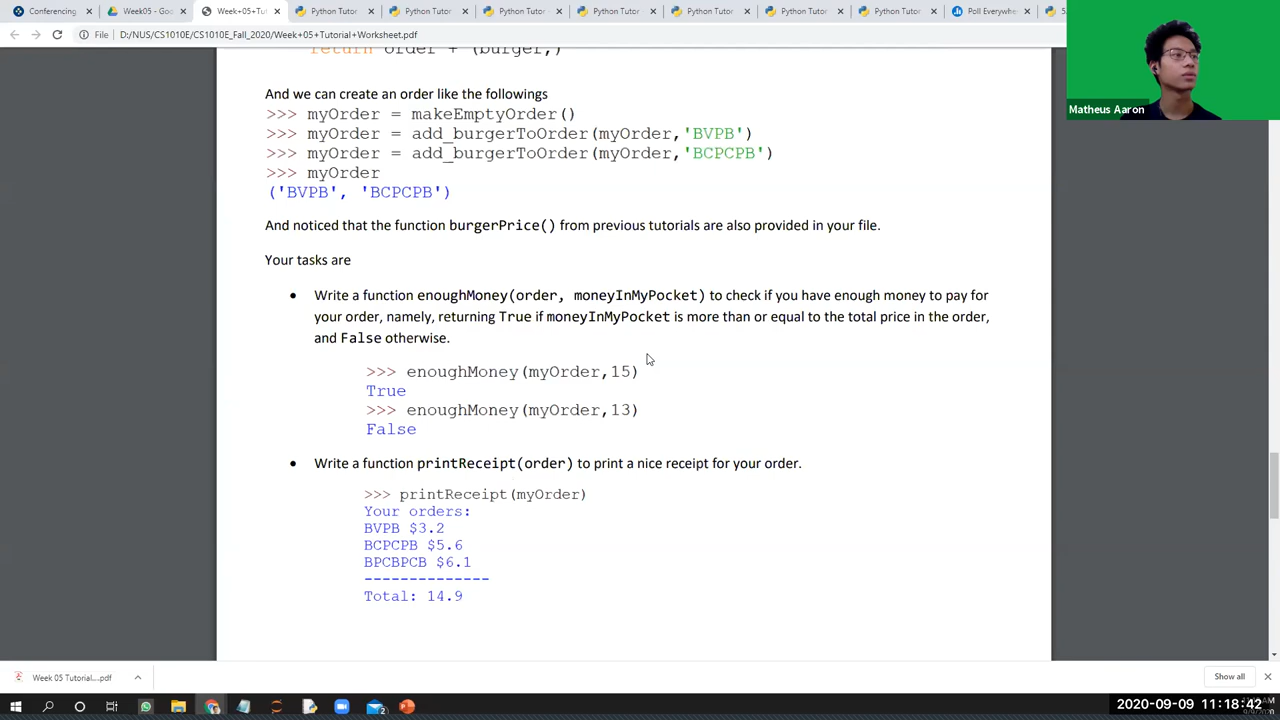 Conferencing
Week05 - Goo
Week+05+Tut
Python Tutor
Python Tutor
Python Tutor
Python Tutor
Python Tutor
Python Tutor
Python Tutor
Poll Everywhe
File | D:/NUS/CS1010E/CS1010E_Fall_2020/Week+05+Tutorial+Worksheet.pdf
return order + (burger,)
Matheus Aaron
And we can create an order like the followings
>>> myOrder = makeEmptyOrder()
>>> myOrder = add_burgerToOrder(myOrder,'BVPB')
>>> myOrder = add_burgerToOrder(myOrder,'BCPCPB')
>>> myOrder
('BVPB', 'BCPCPB')
And noticed that the function burgerPrice() from previous tutorials are also provided in your file.
Your tasks are
• Write a function enoughMoney(order, moneyInMyPocket) to check if you have enough money to pay for
your order, namely, returning True if moneyInMyPocket is more than or equal to the total price in the order,
and False otherwise.
>>> enoughMoney(myOrder,15)
True
>>> enoughMoney(myOrder,13)
False
• Write a function printReceipt(order) to print a nice receipt for your order.
>>> printReceipt(myOrder)
Your orders:
BVPB $3.2
BCPCPB $5.6
BPCBPCB $6.1
--------------
Total: 14.9
Week 05 Tutorial....pdf
Show all
2020-09-09 11:18:42